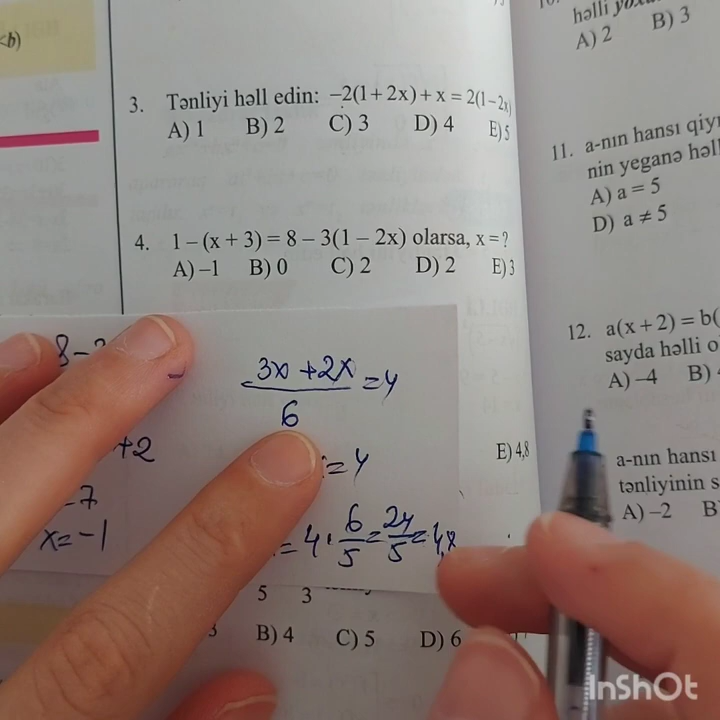 <b)
3. Tənliyi həll edin: −2(1+2x)+x=2(1−2x)
A) 1 B) 2 C) 3 D) 4 E) 5
4. 1−(x+3)=8−3(1−2x) olarsa, x=?
A) −1 B) 0 C) 2 D) 2 E) 3
həlli
A) 2 B) 3
11. a-nın hansı
nin yeganə
A) a = 5
D) a ≠ 5
12. a(x+2)=b(
sayda həlli
A) −4 B)
a-nın hansı
tənliyinin
A) −2 B
8−
+2
x=−1
3x+2x/6=4
=4
=4·6/5=24/5=4,8
E) 4,8
5 3
B) 4 C) 5 D) 6
InShOt